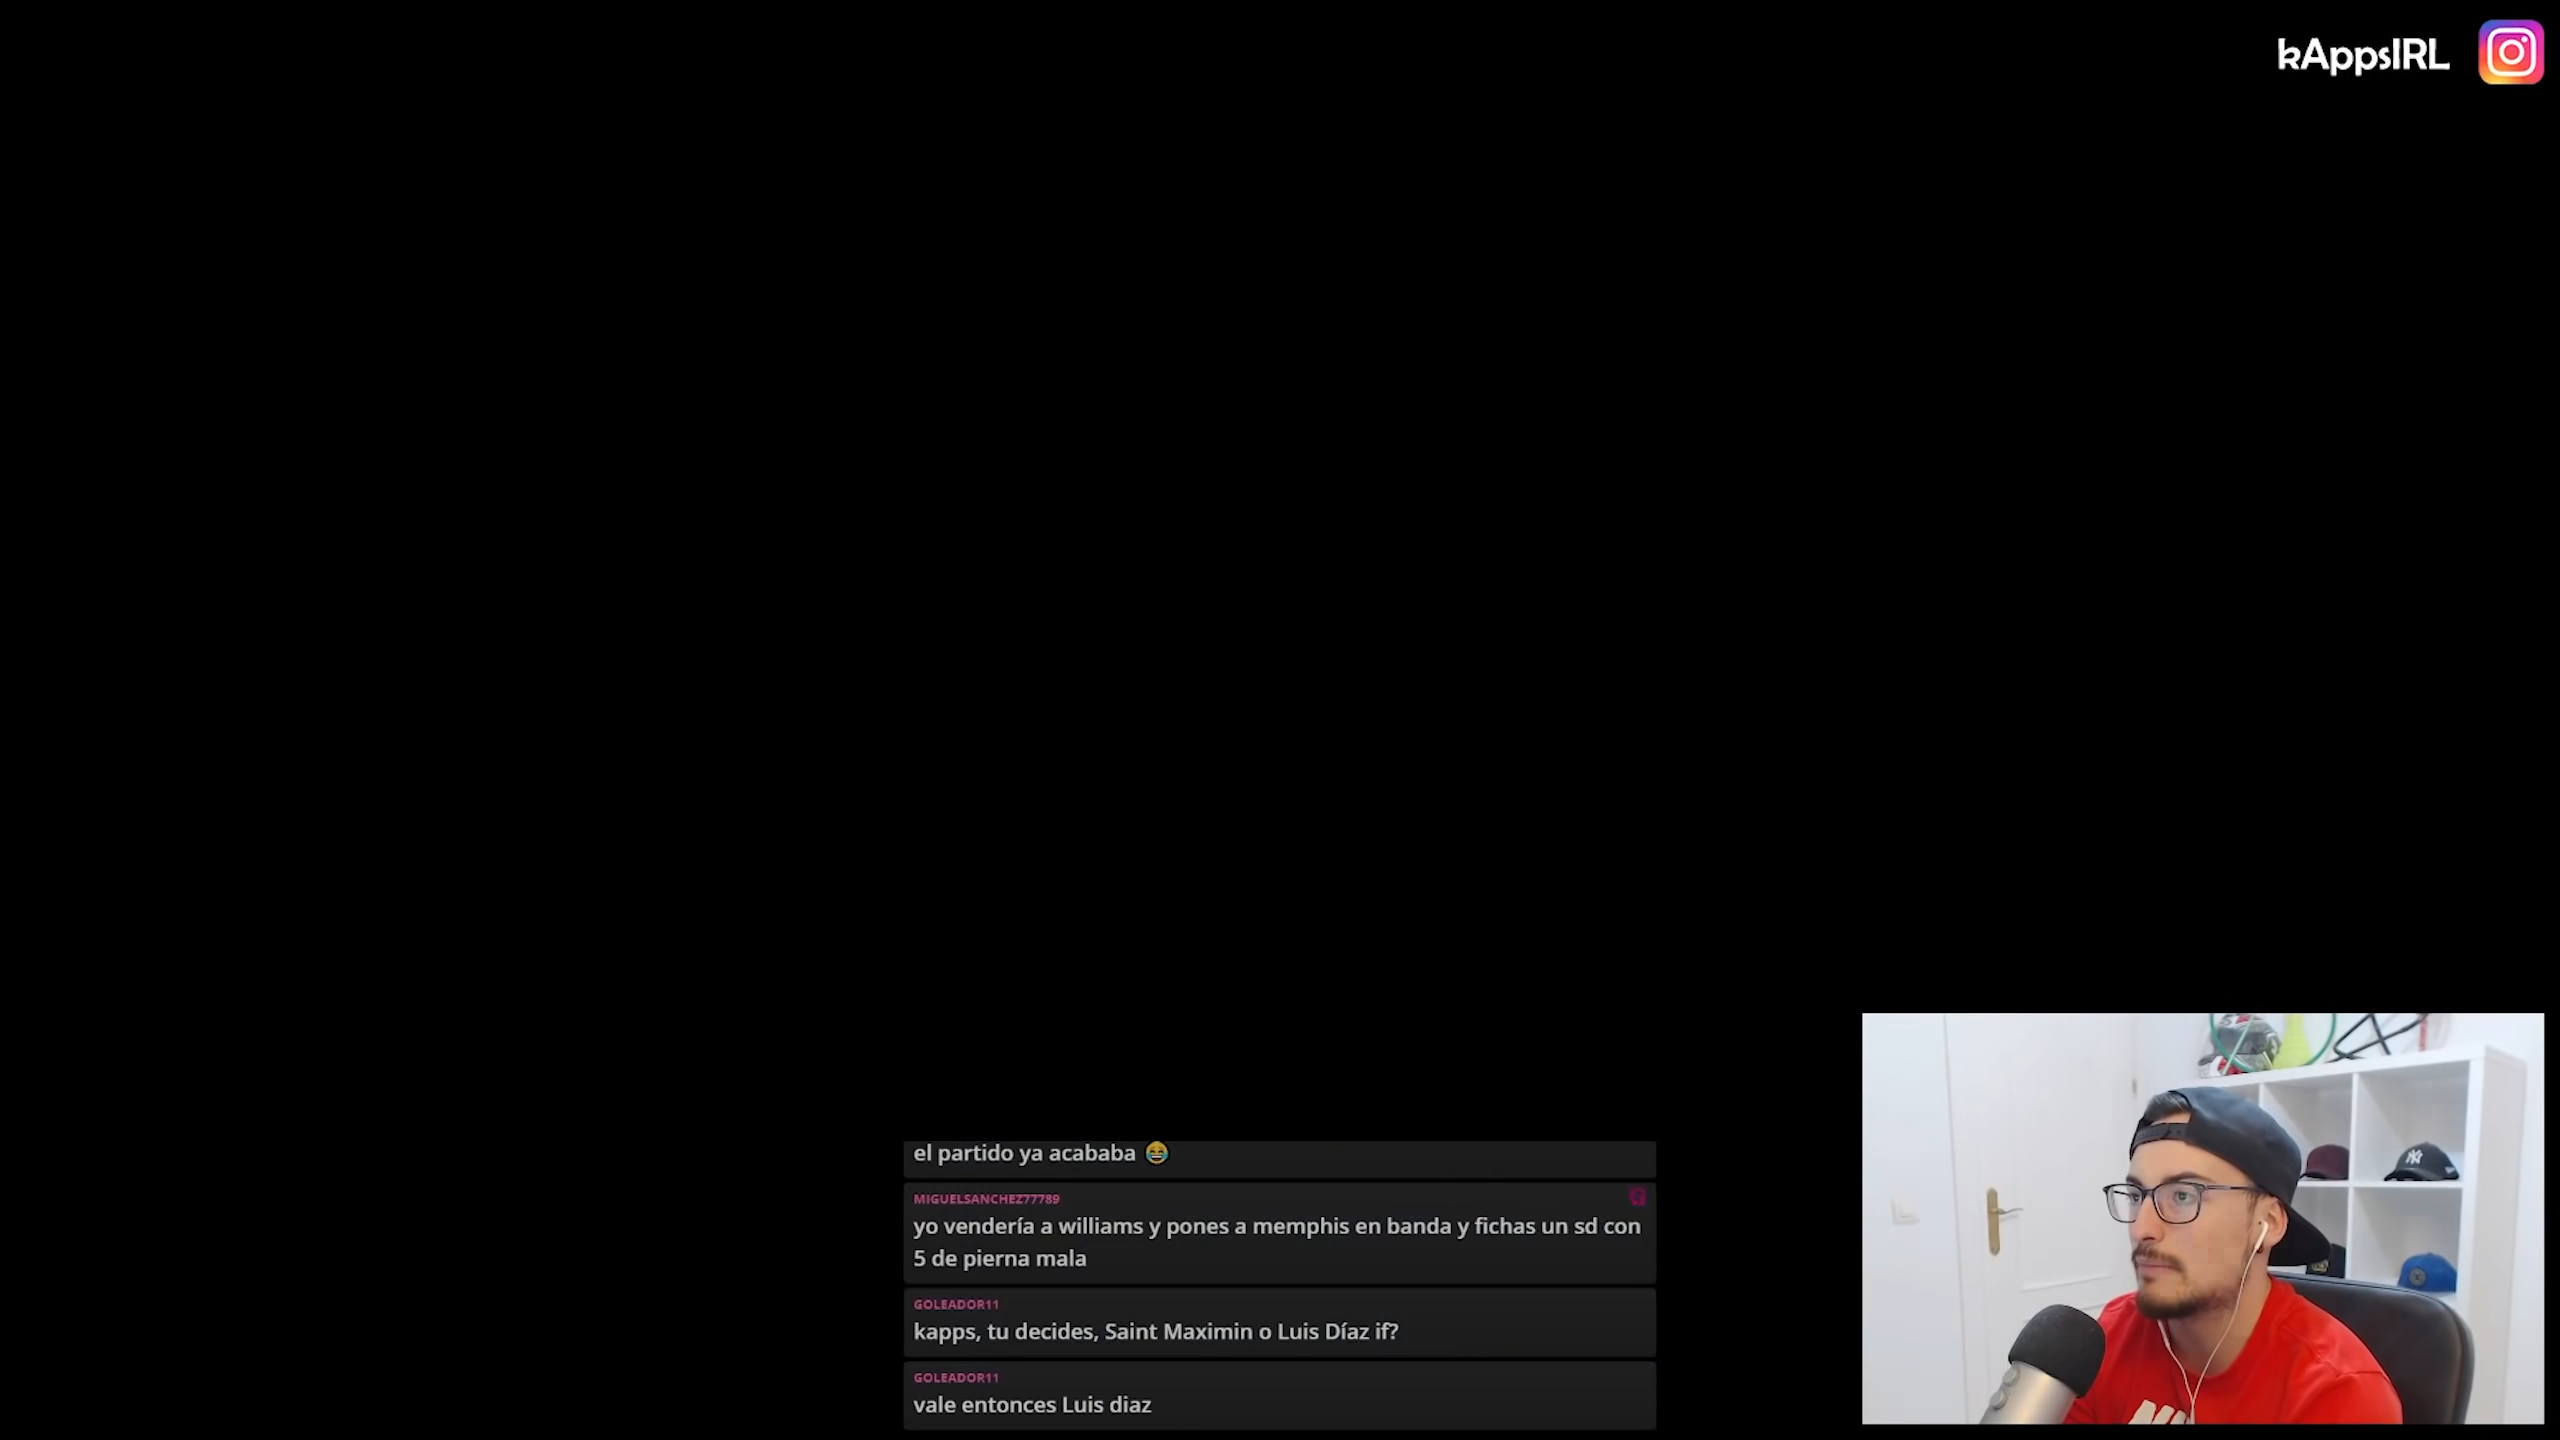 kAppsIRL
el partido ya acababa 😂
MIGUELSANCHEZ77789
yo vendería a williams y pones a memphis en banda y fichas un sd con
5 de pierna mala
GOLEADOR11
kapps, tu decides, Saint Maximin o Luis Díaz if?
GOLEADOR11
vale entonces Luis diaz